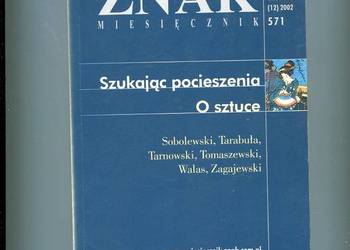 ZNAK
MIESIĘCZNIK
(12) 2002
571
Szukając pocieszenia
O sztuce
Sobolewski, Tarabuła,
Tarnowski, Tomaszewski,
Walas, Zagajewski